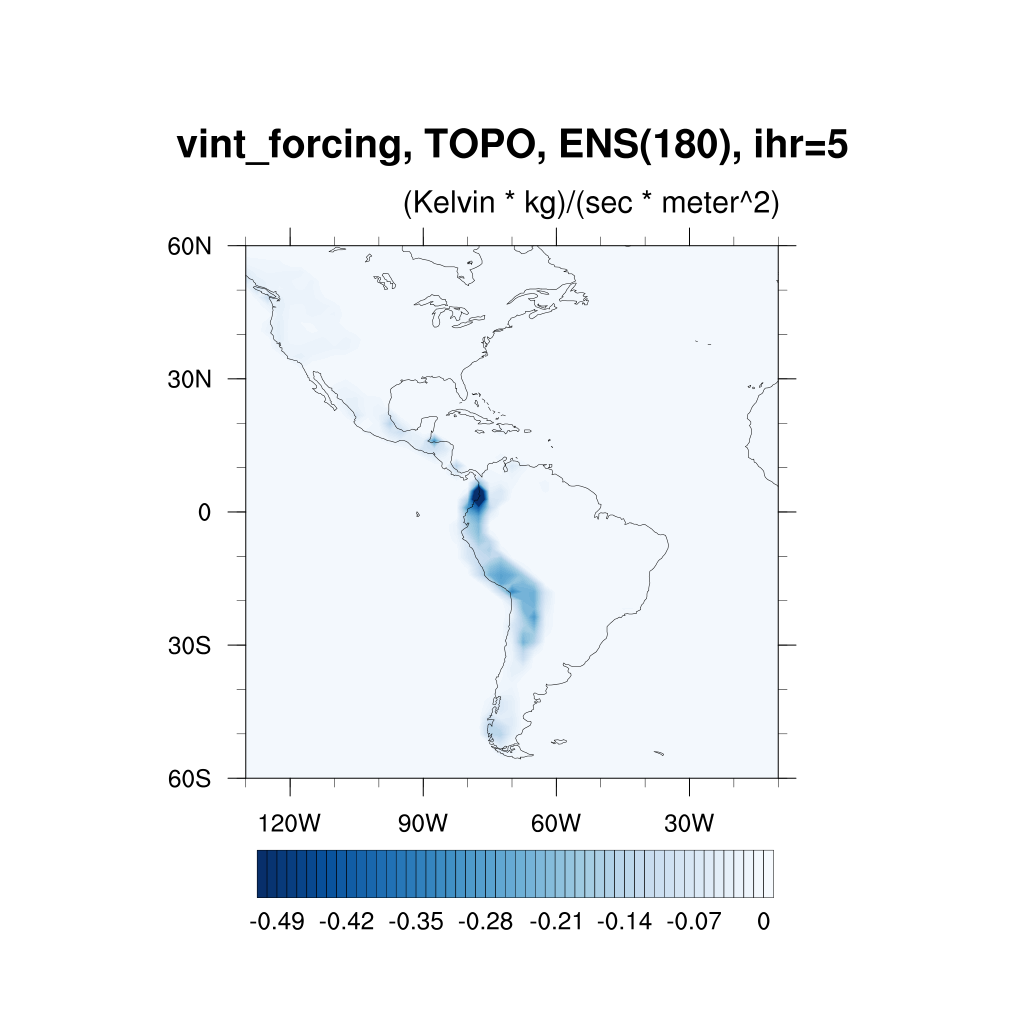 vint_forcing, TOPO, ENS(180), ihr=5
(Kelvin * kg)/(sec * meter^2)
60N
30N
0
30S
60S
120W 90W 60W 30W
-0.49 -0.42 -0.35 -0.28 -0.21 -0.14 -0.07 0